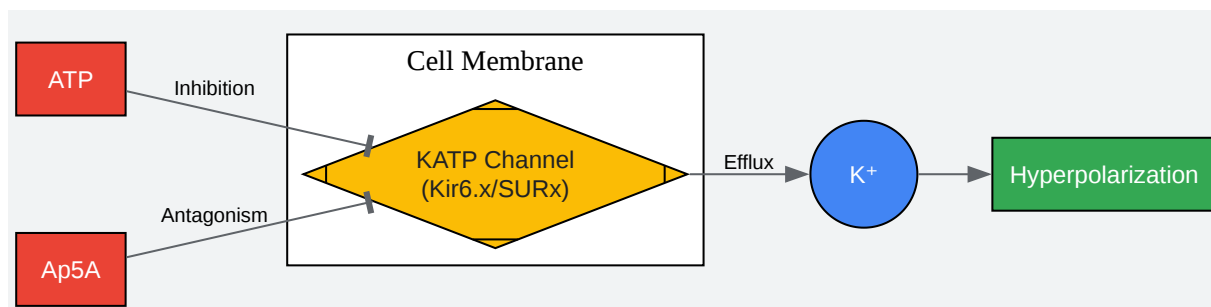 Cell Membrane
ATP
Inhibition
KATP Channel
(Kir6.x/SURx)
Antagonism
Ap5A
Efflux
K⁺
Hyperpolarization